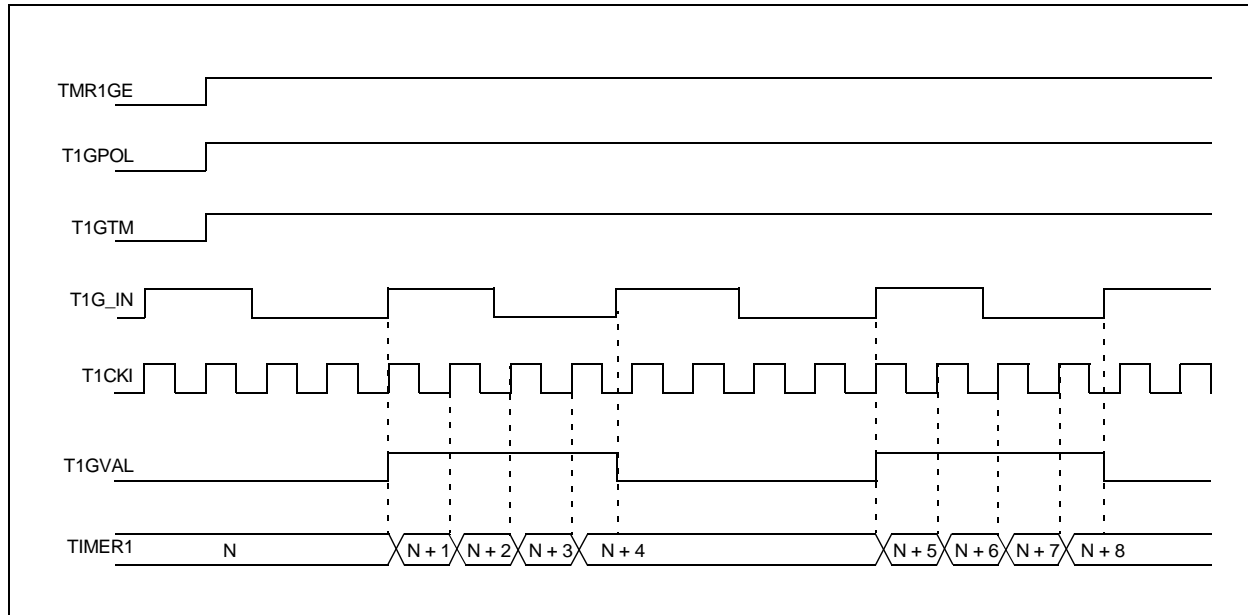 TMR1GE
T1GPOL
T1GTM
T1G_IN
T1CKI
T1GVAL
TIMER1 N N + 1 N + 2 N + 3 N + 4 N + 5 N + 6 N + 7 N + 8